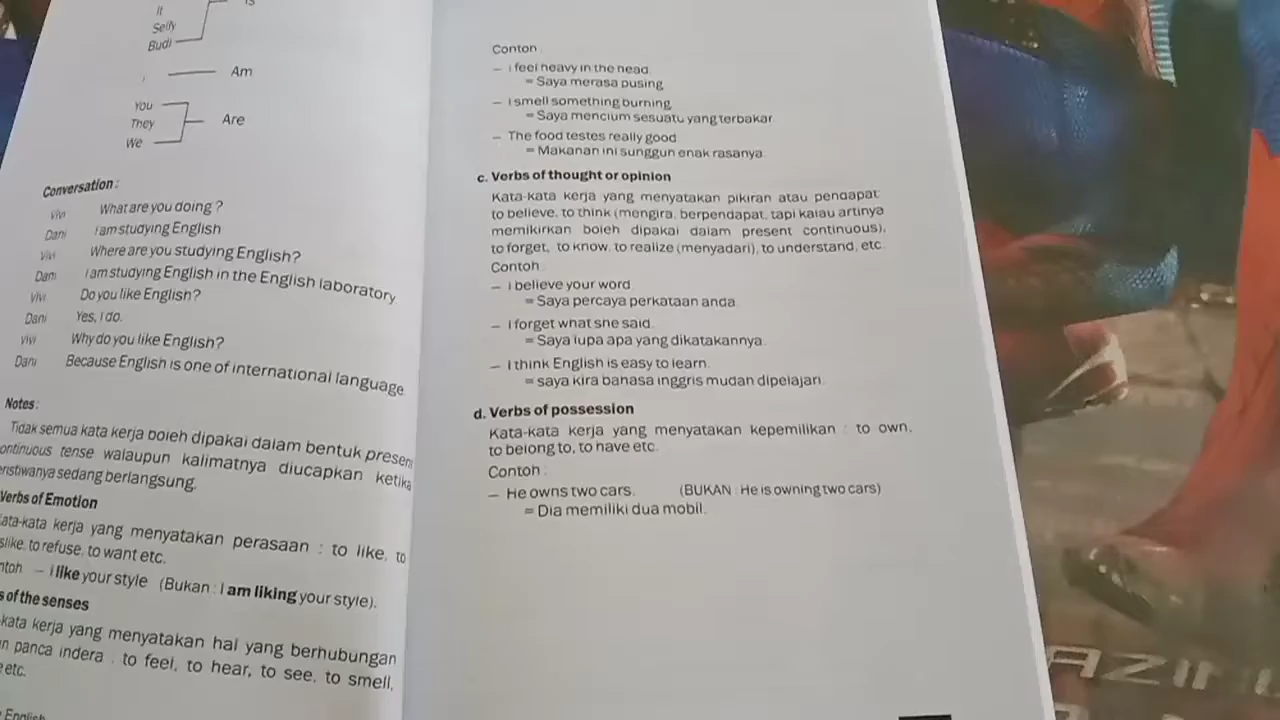 is
It
Selfy
Budi
I
Am
You
They
We
Are
Conversation :
Vivi What are you doing ?
Dani I am studying English
Vivi Where are you studying English?
Dani I am studying English in the English laboratory
Vivi Do you like English?
Dani Yes, I do.
Vivi Why do you like English?
Dani Because English is one of international language
Notes :
Tidak semua kata kerja boleh dipakai dalam bentuk present
ontinuous tense walaupun kalimatnya diucapkan ketika
eristiwanya sedang berlangsung.
Verbs of Emotion
ata-kata kerja yang menyatakan perasaan : to like, to
slike, to refuse, to want etc.
ntoh – I like your style (Bukan : I am liking your style).
s of the senses
kata kerja yang menyatakan hal yang berhubungan
n panca indera : to feel, to hear, to see, to smell,
e etc.
English
Contoh
– I feel heavy in the head.
= Saya merasa pusing
– I smell something burning
= Saya mencium sesuatu yang terbakar
– The food testes really good
= Makanan ini sungguh enak rasanya.
c. Verbs of thought or opinion
Kata-kata kerja yang menyatakan pikiran atau pendapat:
to believe, to think (mengira, berpendapat, tapi kalau artinya
memikirkan boleh dipakai dalam present continuous),
to forget, to know, to realize (menyadari), to understand, etc
Contoh :
– I believe your word
= Saya percaya perkataan anda.
– I forget what she said.
= Saya lupa apa yang dikatakannya.
– I think English is easy to learn.
= saya kira bahasa inggris mudah dipelajari.
d. Verbs of possession
Kata-kata kerja yang menyatakan kepemilikan : to own,
to belong to, to have etc.
Contoh :
– He owns two cars. (BUKAN : He is owning two cars)
= Dia memiliki dua mobil.
AZI